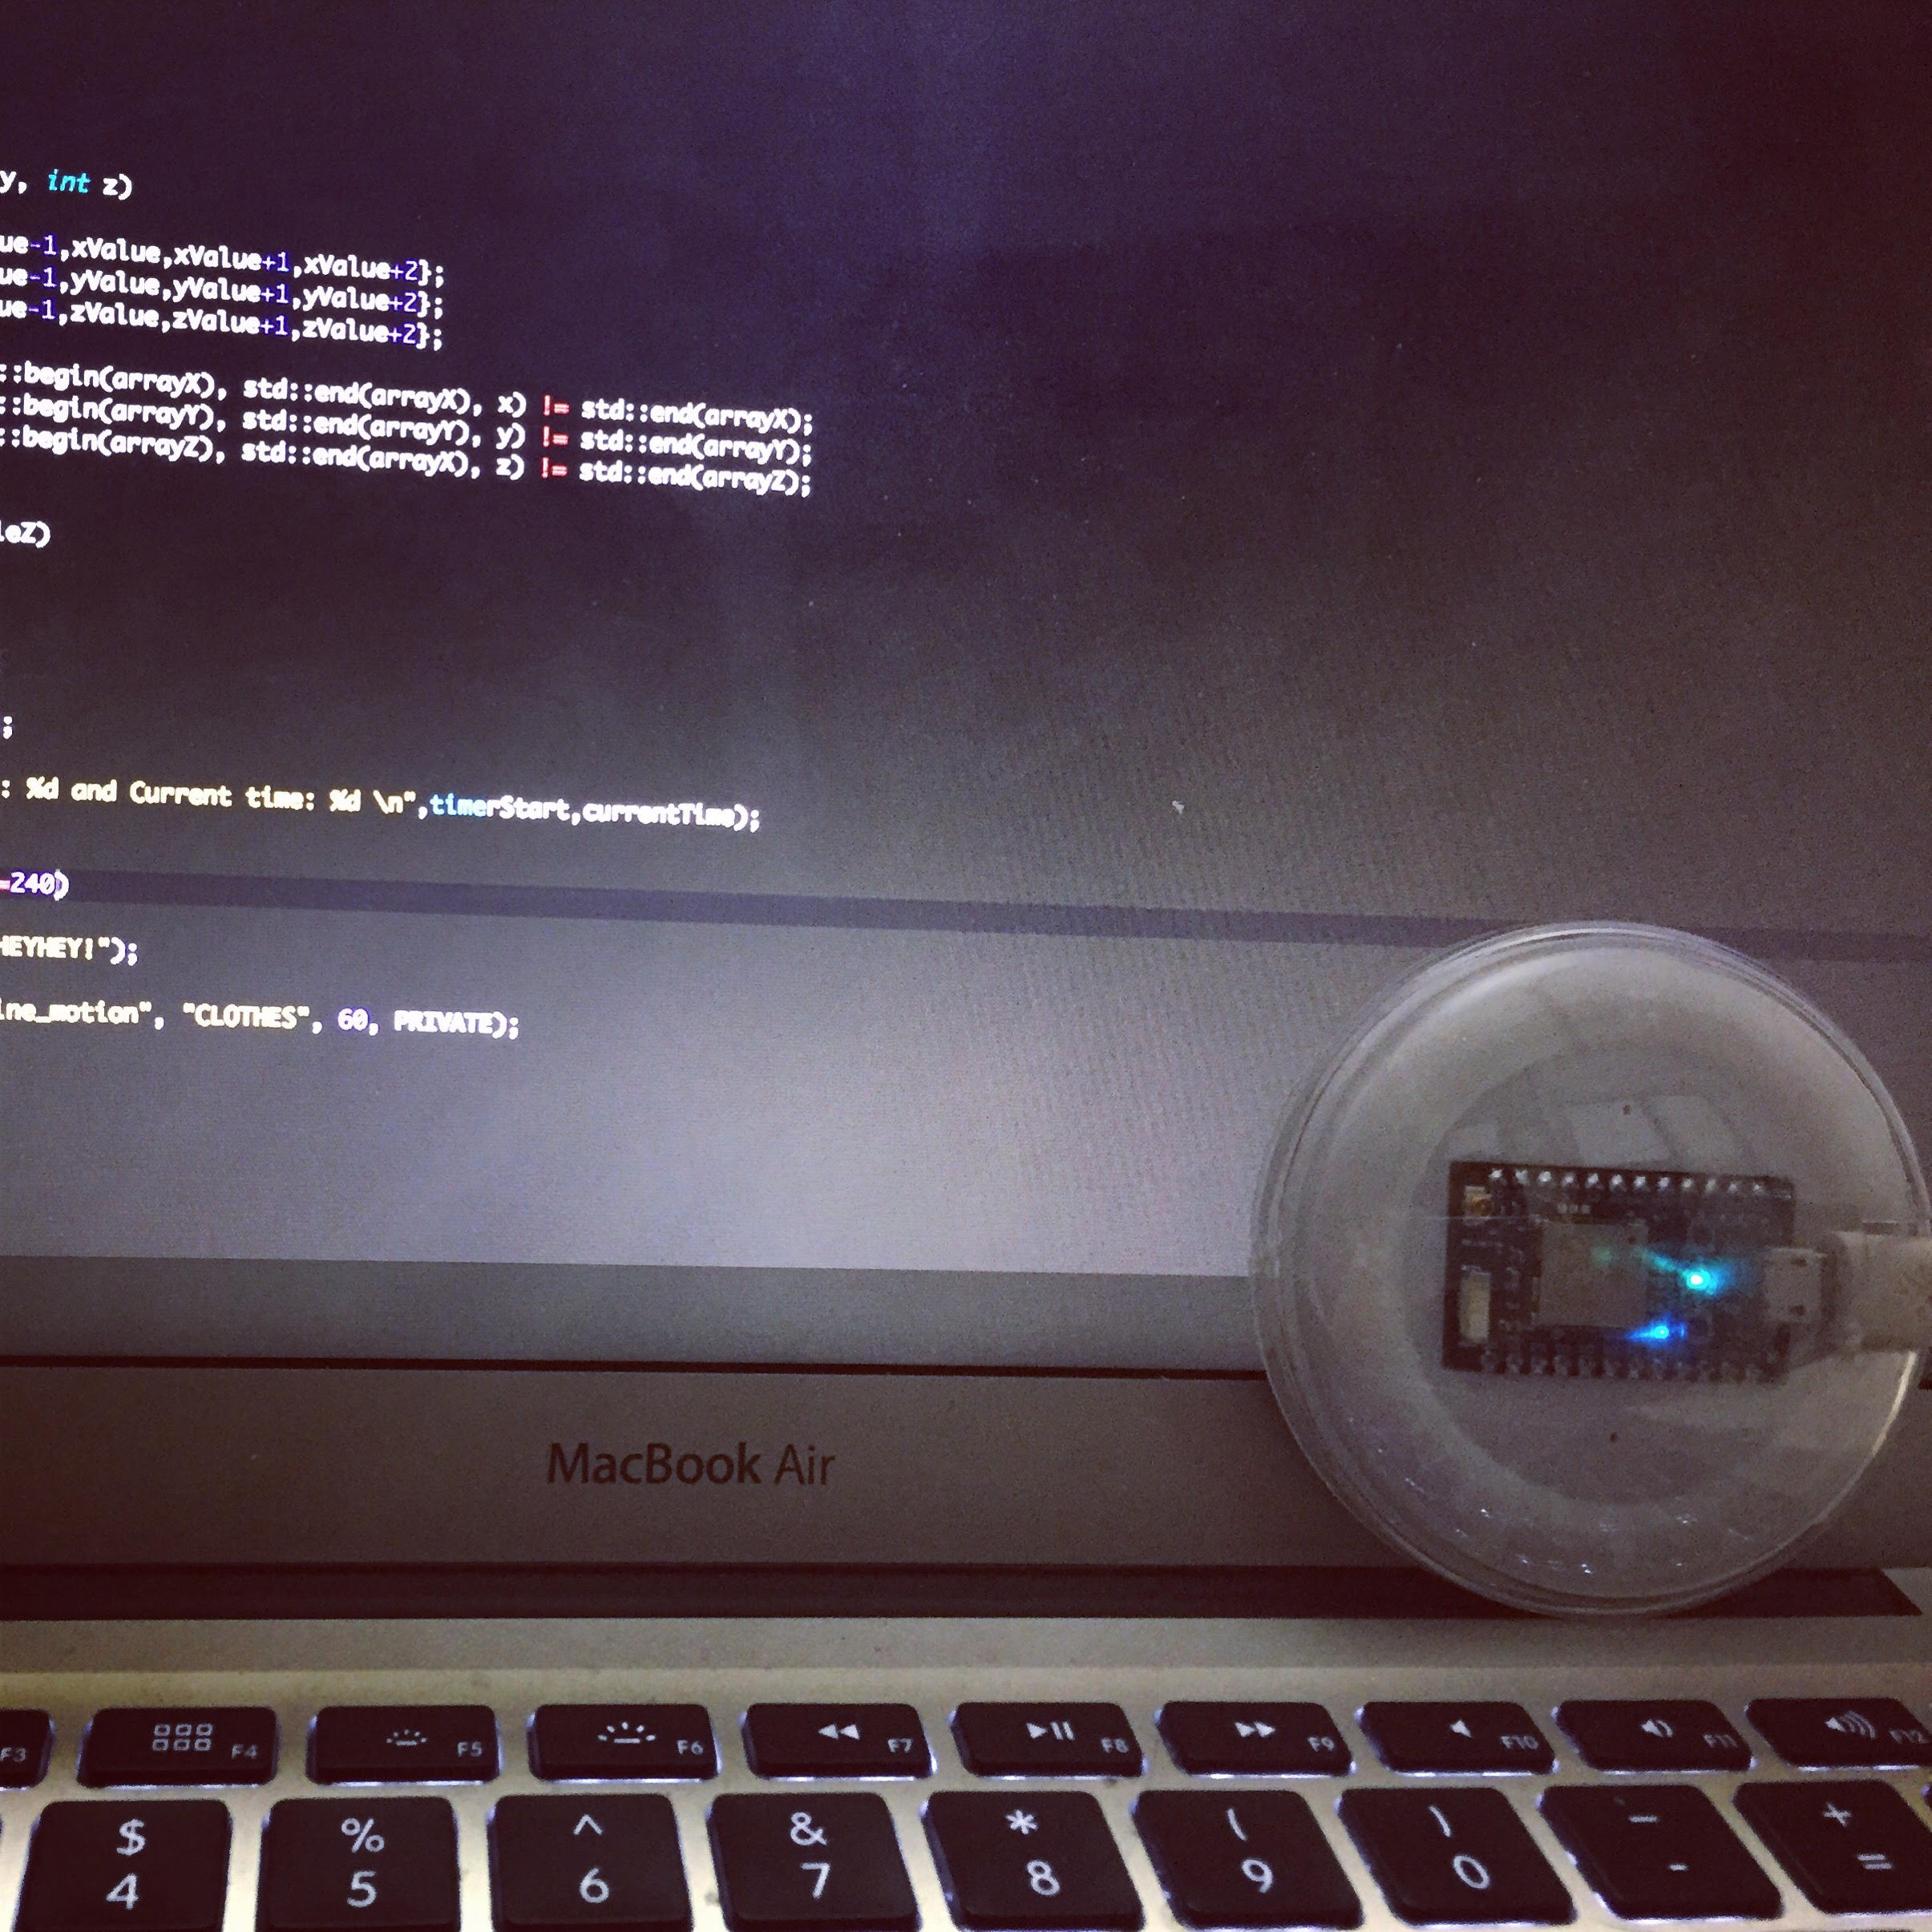 y, int z)
ue-1,xValue,xValue+1,xValue+2};
ue-1,yValue,yValue+1,yValue+2};
ue-1,zValue,zValue+1,zValue+2};
::begin(arrayX), std::end(arrayX), x) != std::end(arrayX);
::begin(arrayY), std::end(arrayY), y) != std::end(arrayY);
::begin(arrayZ), std::end(arrayX), z) != std::end(arrayZ);
leZ)
;
: %d and Current time: %d \n",timerStart,currentTime);
=240)
HEYHEY!");
ine_motion", "CLOTHES", 60, PRIVATE);
MacBook Air
F3 F4 F5 F6 F7 F8 F9 F10 F11 F12
$ % ^ & * ( ) - +
4 5 6 7 8 9 0 - =